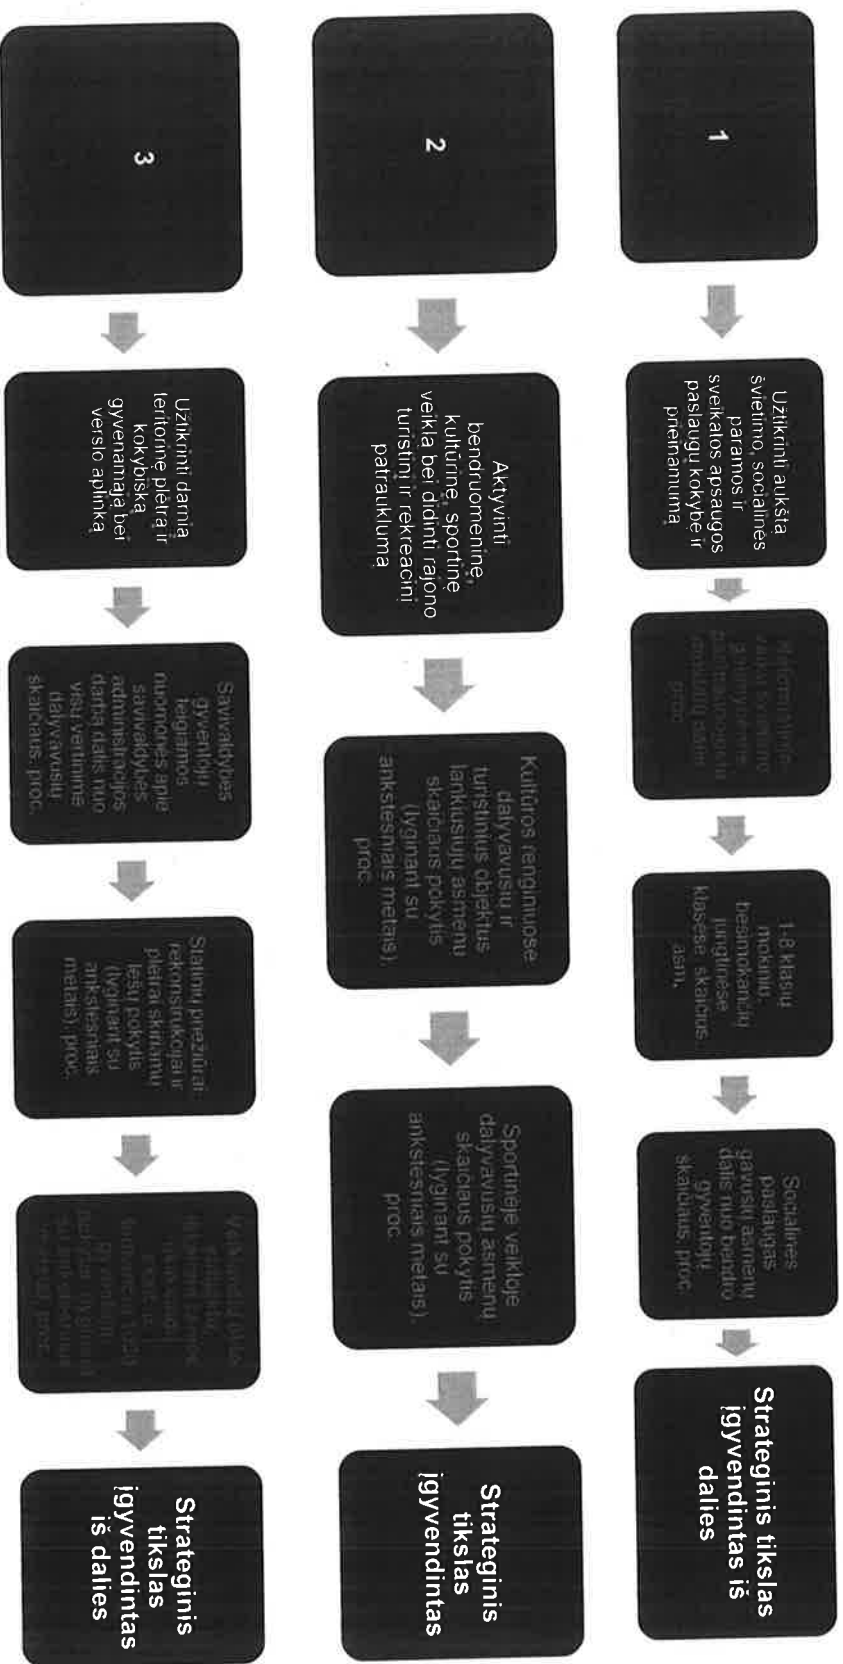 1
Užtikrinti aukštą
švietimo, socialinės
paramos ir
sveikatos apsaugos
paslaugų kokybę ir
prieinamumą
1-8 klasių
mokinių,
besimokančių
jungtinėse
klasėse skaičius,
asm.
Socialines
paslaugas
gavusių asmenų
dalis nuo bendro
gyventojų
skaičiaus, proc.
Strateginis tikslas
įgyvendintas iš
dalies
2
Aktyvinti
bendruomeninę,
kultūrinę, sportinę
veiklą bei didinti rajono
turistinį ir rekreacinį
patrauklumą
Kultūros renginiuose
dalyvavusių ir
turistinius objektus
lankiusiųjų asmenų
skaičiaus pokytis
(lyginant su
ankstesniais metais),
proc.
Sportinėje veikloje
dalyvavusių asmenų
skaičiaus pokytis
(lyginant su
ankstesniais metais),
proc.
Strateginis
tikslas
įgyvendintas
3
Užtikrinti darnią
teritorinę plėtrą ir
kokybišką
gyvenamąją bei
verslo aplinką
Savivaldybės
gyventojų
teigiamos
nuomonės apie
savivaldybės
administracijos
darbą dalis nuo
visų vertinime
dalyvavusių
skaičiaus, proc.
Statinių priežiūrai,
rekonstrukcijai ir
plėtrai skiriamų
lėšų pokytis
(lyginant su
ankstesniais
metais), proc.
Strateginis
tikslas
įgyvendintas
iš dalies